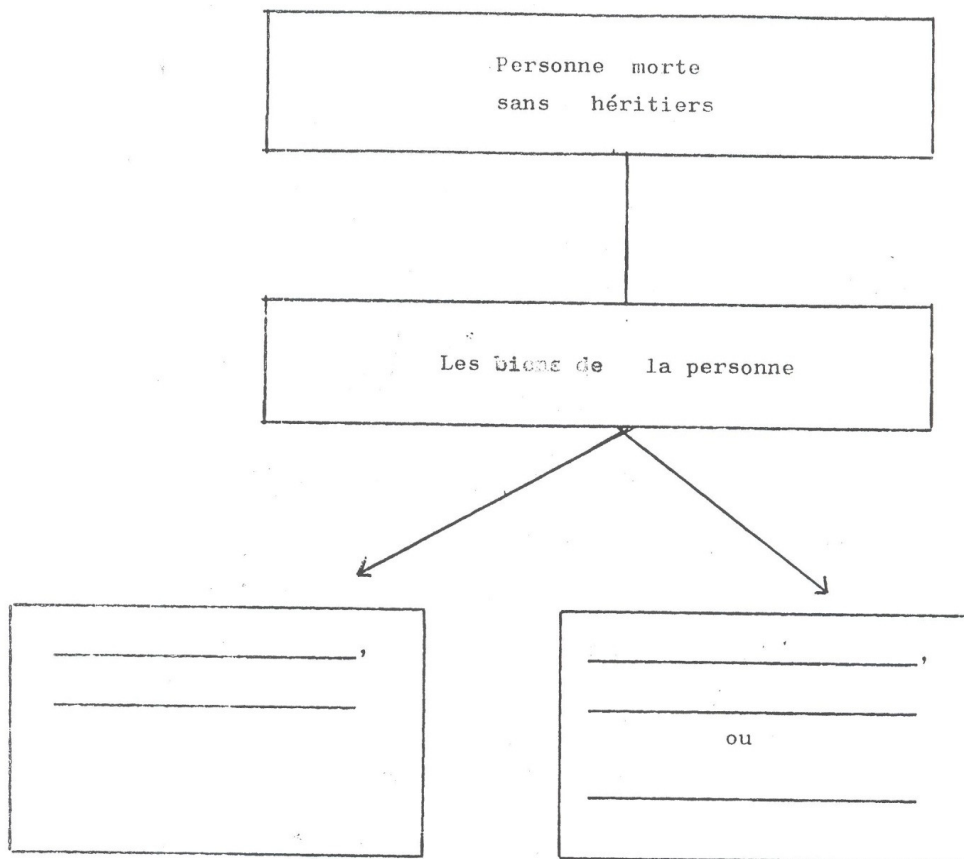 Personne morte
sans héritiers
Les biens de la personne
,
,
ou